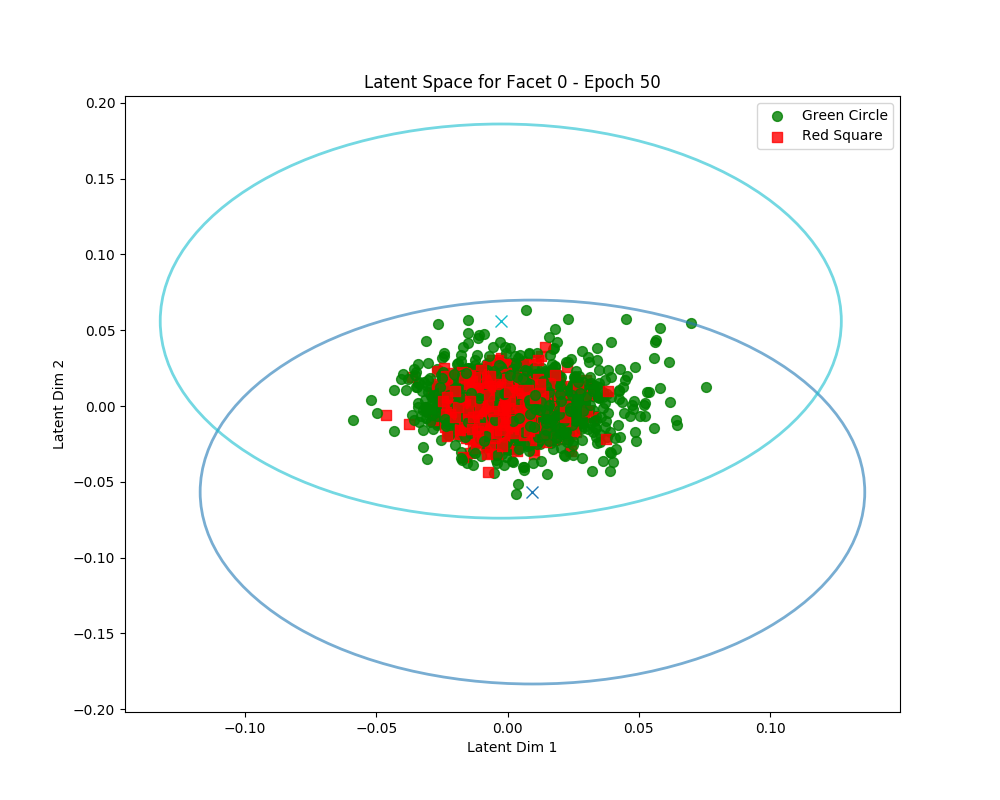 Latent Space for Facet 0 - Epoch 50
Green Circle
Red Square
0.20
0.15
0.10
0.05
0.00
−0.05
−0.10
−0.15
−0.20
Latent Dim 2
−0.10
−0.05
0.00
0.05
0.10
Latent Dim 1